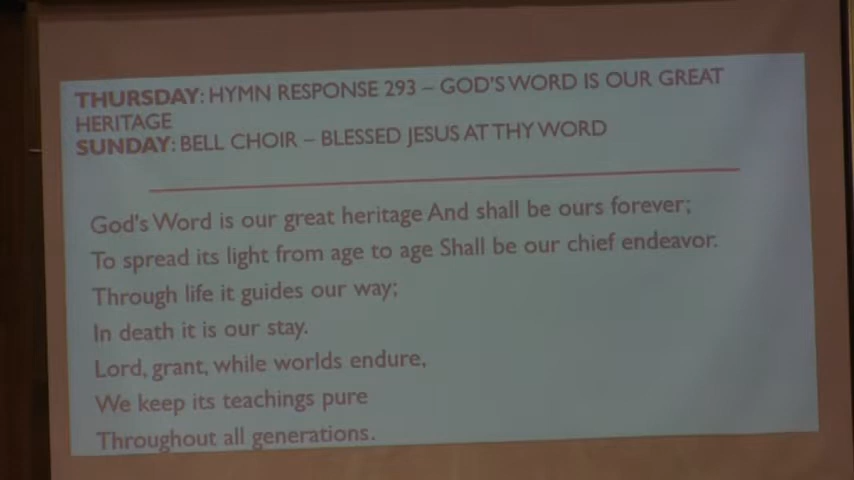 THURSDAY: HYMN RESPONSE 293 – GOD'S WORD IS OUR GREAT
HERITAGE
SUNDAY: BELL CHOIR – BLESSED JESUS AT THY WORD
God's Word is our great heritage And shall be ours forever;
To spread its light from age to age Shall be our chief endeavor.
Through life it guides our way;
In death it is our stay.
Lord, grant, while worlds endure,
We keep its teachings pure
Throughout all generations.